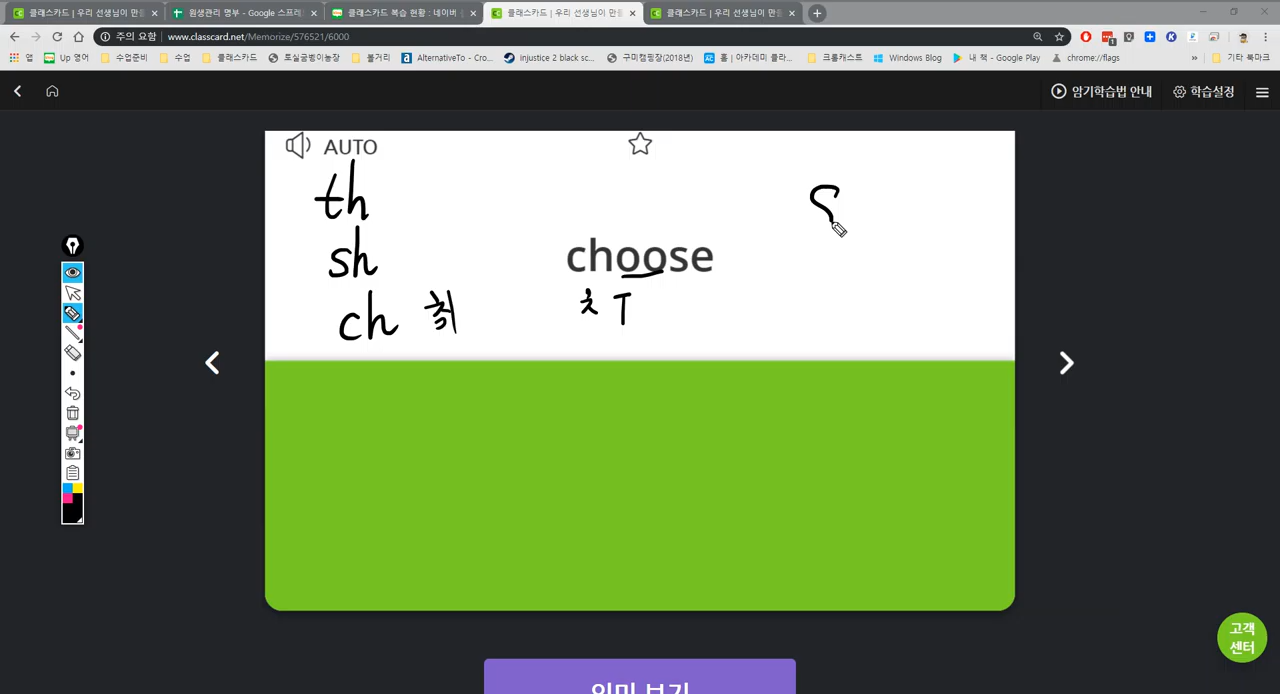 클래스카드 | 우리 선생님이 만든
원생관리 명부 - Google 스프레
클래스카드 복습 현황 : 네이버
클래스카드 | 우리 선생님이 만든
클래스카드 | 우리 선생님이 만든
주의 요함 www.classcard.net/Memorize/576521/6000
앱 Up 영어 수업준비 수업 클래스카드 토실굼벵이농장 볼거리 AlternativeTo - Cro... Injustice 2 black sc... 구미캠핑장(2018년) 홈 | 아카데미 클라... 크롬캐스트 Windows Blog 내 책 - Google Play chrome://flags » 기타 북마크
암기학습법 안내 학습설정
AUTO
th
sh
choose
ch
ㅊ ㅜ
S
고객
센터
의미 보기